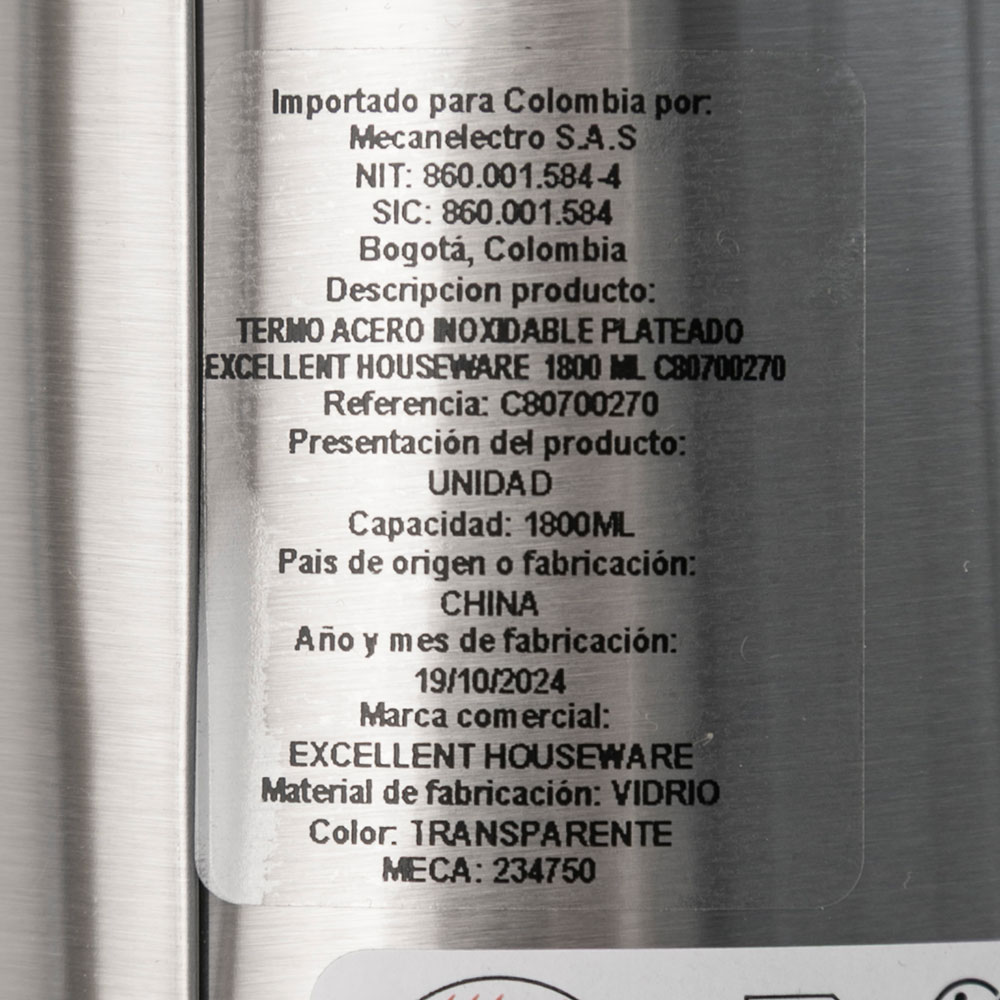 Importado para Colombia por:
Mecanelectro S.A.S
NIT: 860.001.584-4
SIC: 860.001.584
Bogotá, Colombia
Descripcion producto:
TERMO ACERO INOXIDABLE PLATEADO
EXCELLENT HOUSEWARE 1800 ML C80700270
Referencia: C80700270
Presentación del producto:
UNIDAD
Capacidad: 1800ML
Pais de origen o fabricación:
CHINA
Año y mes de fabricación:
19/10/2024
Marca comercial:
EXCELLENT HOUSEWARE
Material de fabricación: VIDRIO
Color: TRANSPARENTE
MECA: 234750